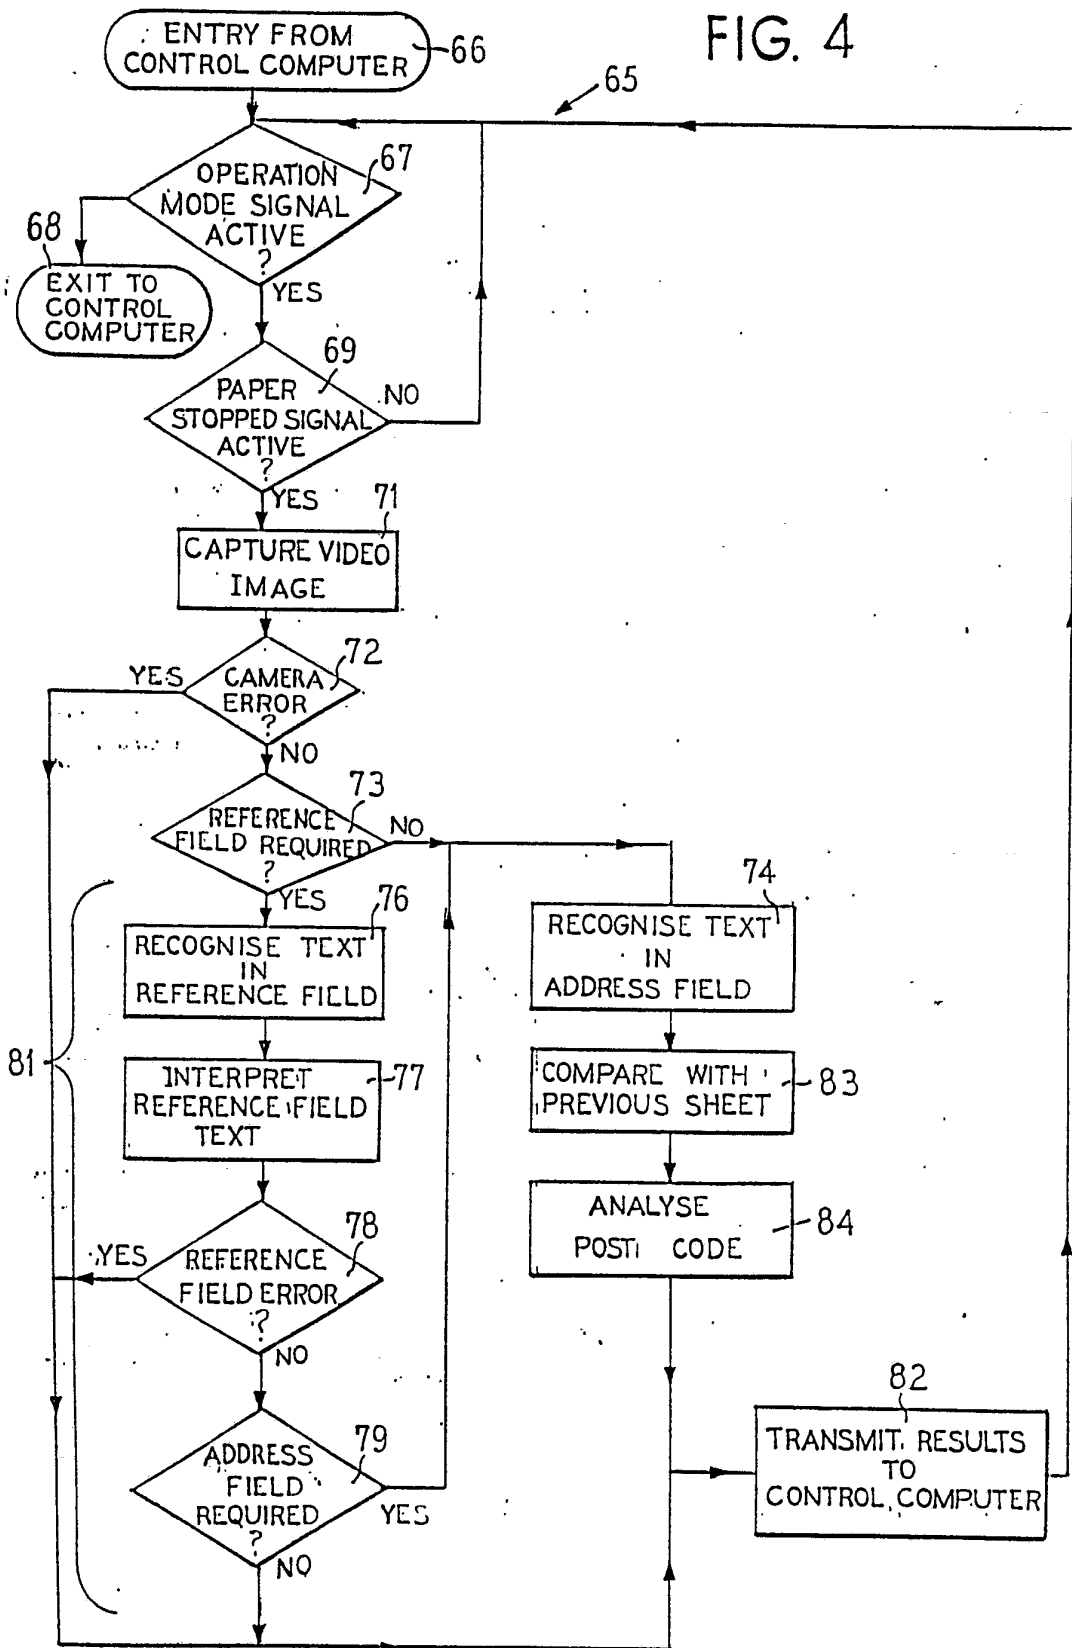 FIG. 4
ENTRY FROM
CONTROL COMPUTER
66
65
OPERATION
MODE SIGNAL
ACTIVE
?
67
YES
68
EXIT TO
CONTROL
COMPUTER
PAPER
STOPPED SIGNAL
ACTIVE
?
69
NO
YES
71
CAPTURE VIDEO
IMAGE
72
CAMERA
ERROR
?
YES
NO
73
REFERENCE
FIELD REQUIRED
?
NO
YES
76
RECOGNISE TEXT
IN
REFERENCE FIELD
74
RECOGNISE TEXT
IN
ADDRESS FIELD
81
INTERPRET
REFERENCE FIELD
TEXT
77
COMPARE WITH
PREVIOUS SHEET
83
ANALYSE
POST CODE
84
78
REFERENCE
FIELD ERROR
?
YES
NO
79
ADDRESS
FIELD
REQUIRED
?
YES
NO
82
TRANSMIT RESULTS
TO
CONTROL COMPUTER